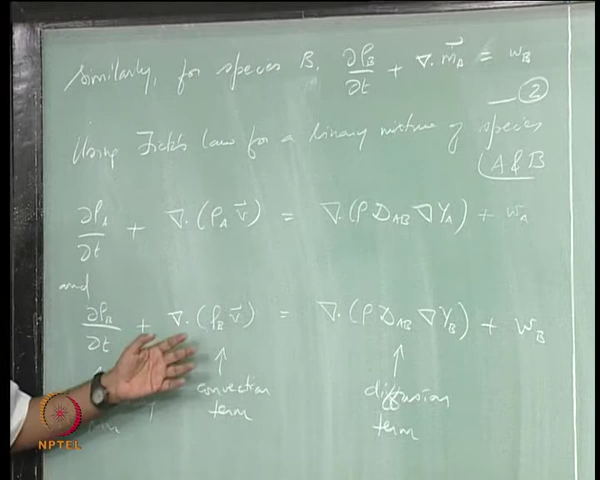 Similarly, for species B, ∂ρ_B/∂t + ∇. m⃗_B = w_B
— ②
Using Fick's law for a binary mixture of species
A & B
∂ρ_A/∂t + ∇. (ρ_A v⃗) = ∇. (ρ D_AB ∇Y_A) + w_A
and
∂ρ_B/∂t + ∇. (ρ_B v⃗) = ∇. (ρ D_AB ∇Y_B) + w_B
convection diffusion
term term
NPTEL